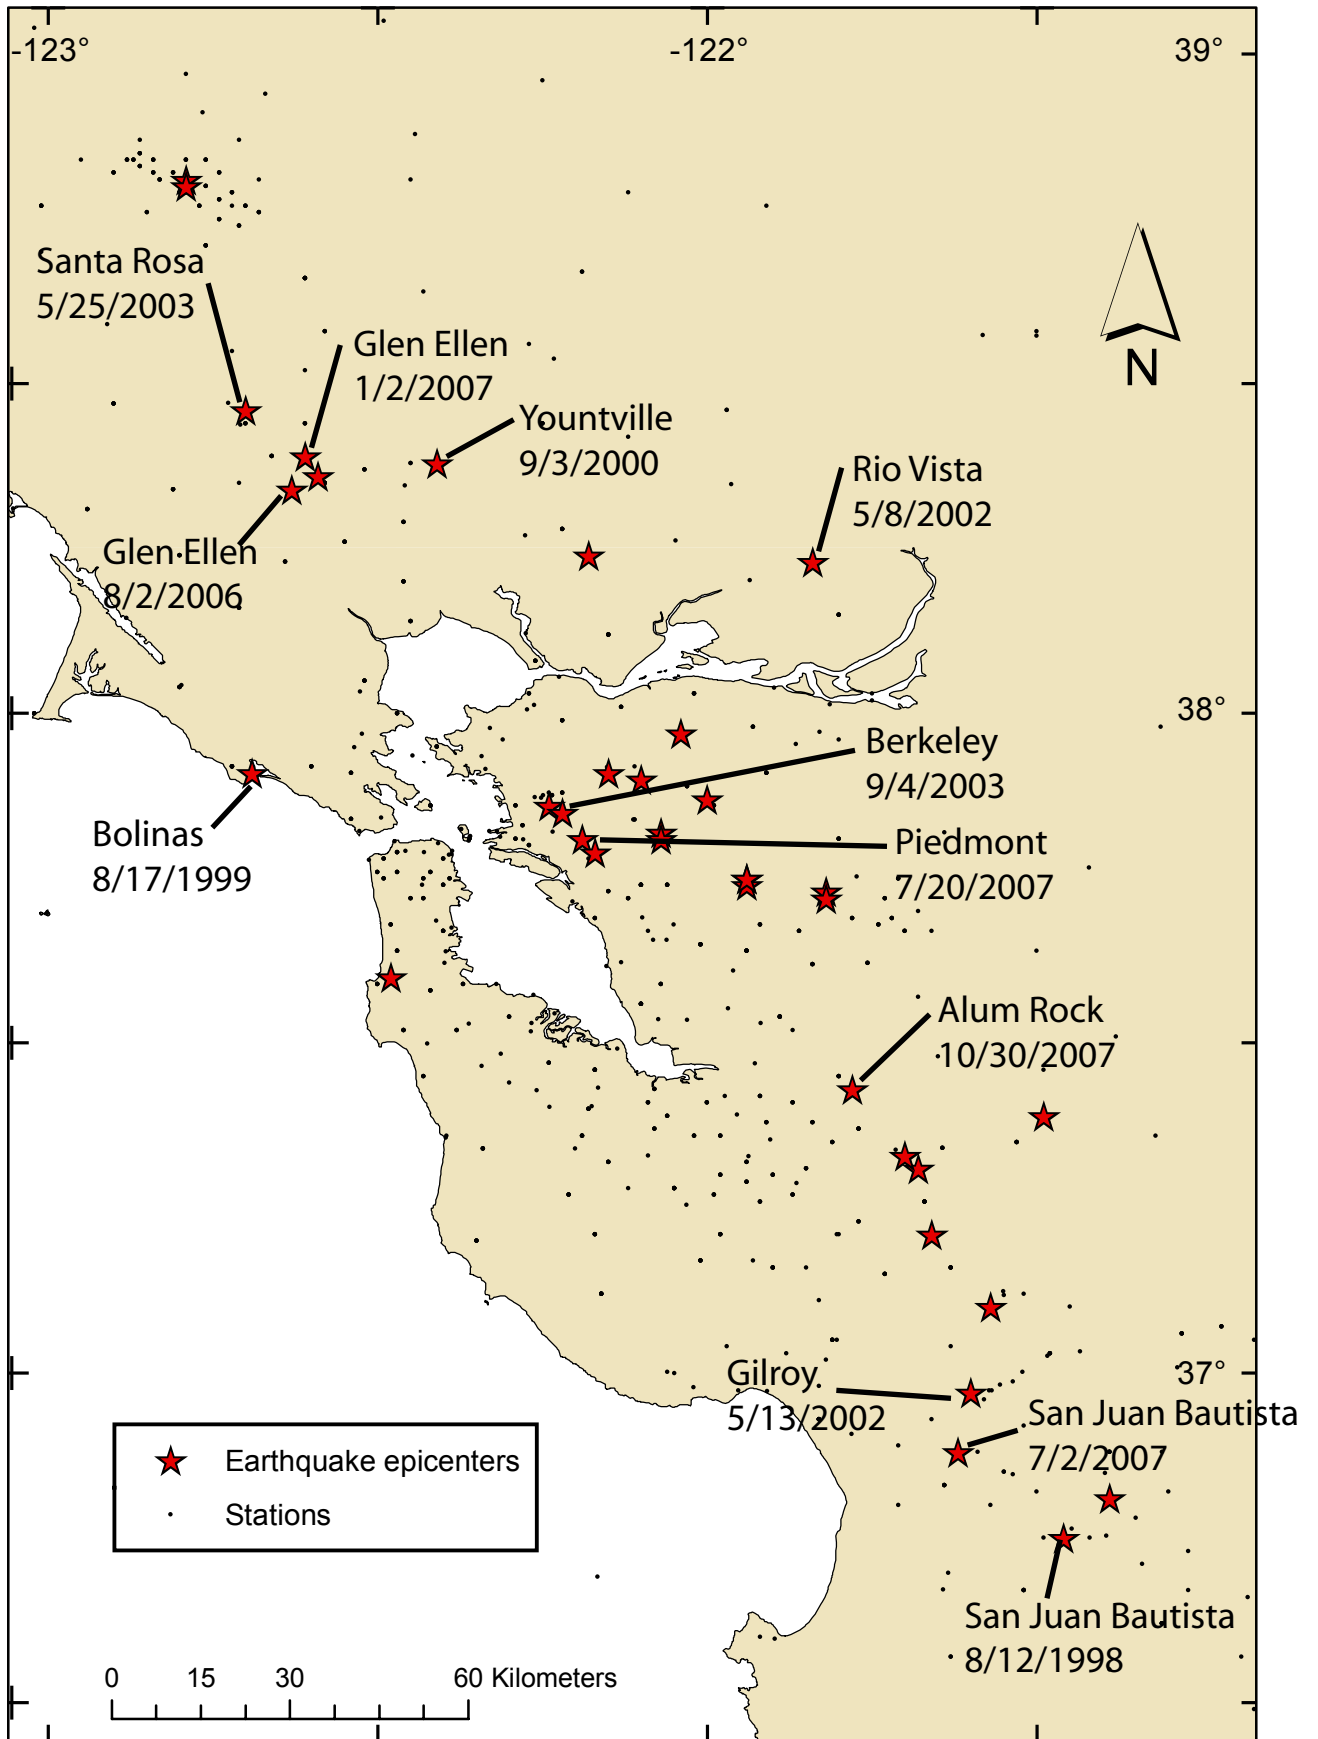 -123°
-122°
39°
Santa Rosa
5/25/2003
Glen Ellen
1/2/2007
N
Yountville
9/3/2000
Rio Vista
5/8/2002
Glen Ellen
8/2/2006
38°
Berkeley
9/4/2003
Bolinas
8/17/1999
Piedmont
7/20/2007
Alum Rock
10/30/2007
37°
Gilroy
5/13/2002
San Juan Bautista
7/2/2007
Earthquake epicenters
Stations
San Juan Bautista
8/12/1998
0 15 30 60 Kilometers